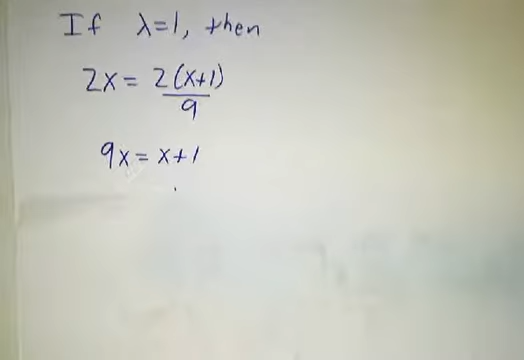 If λ=1, then
2x = 2(x+1)/9
9x = x+1